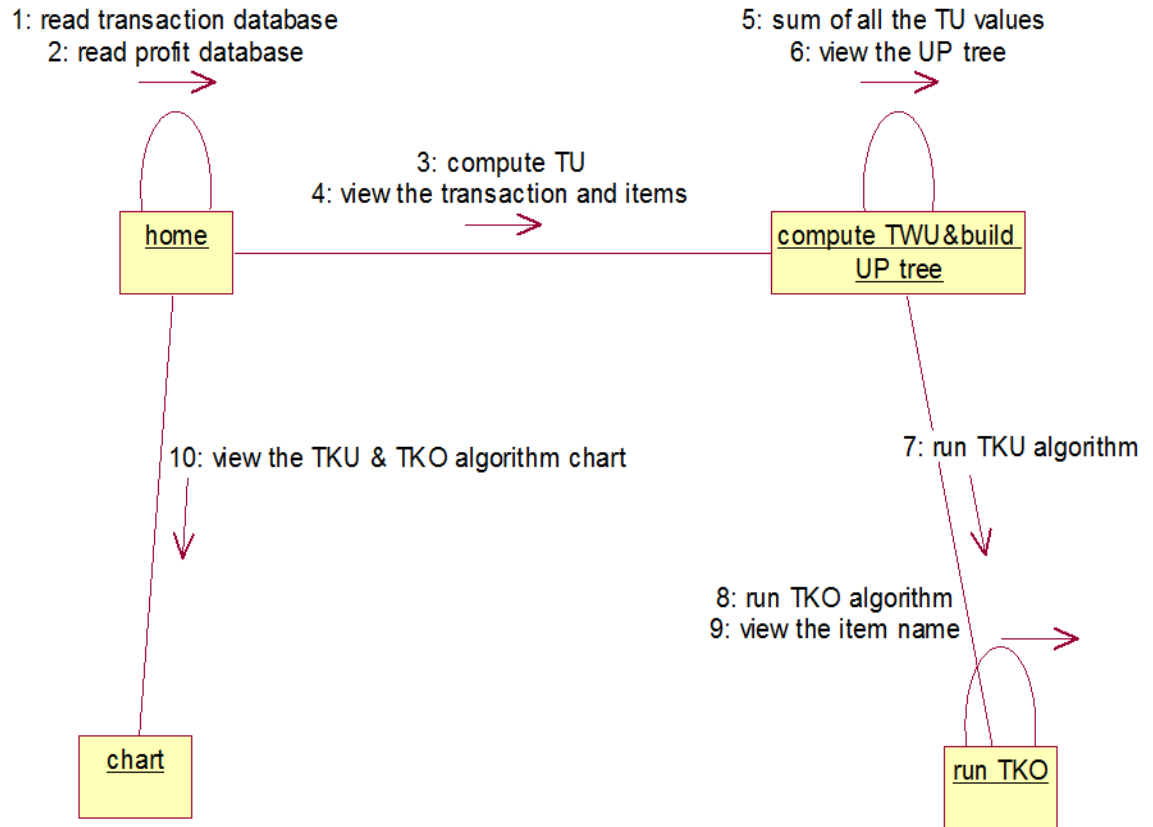 1: read transaction database
2: read profit database
5: sum of all the TU values
6: view the UP tree
3: compute TU
4: view the transaction and items
home
compute TWU&build
UP tree
10: view the TKU & TKO algorithm chart
7: run TKU algorithm
8: run TKO algorithm
9: view the item name
chart
run TKO